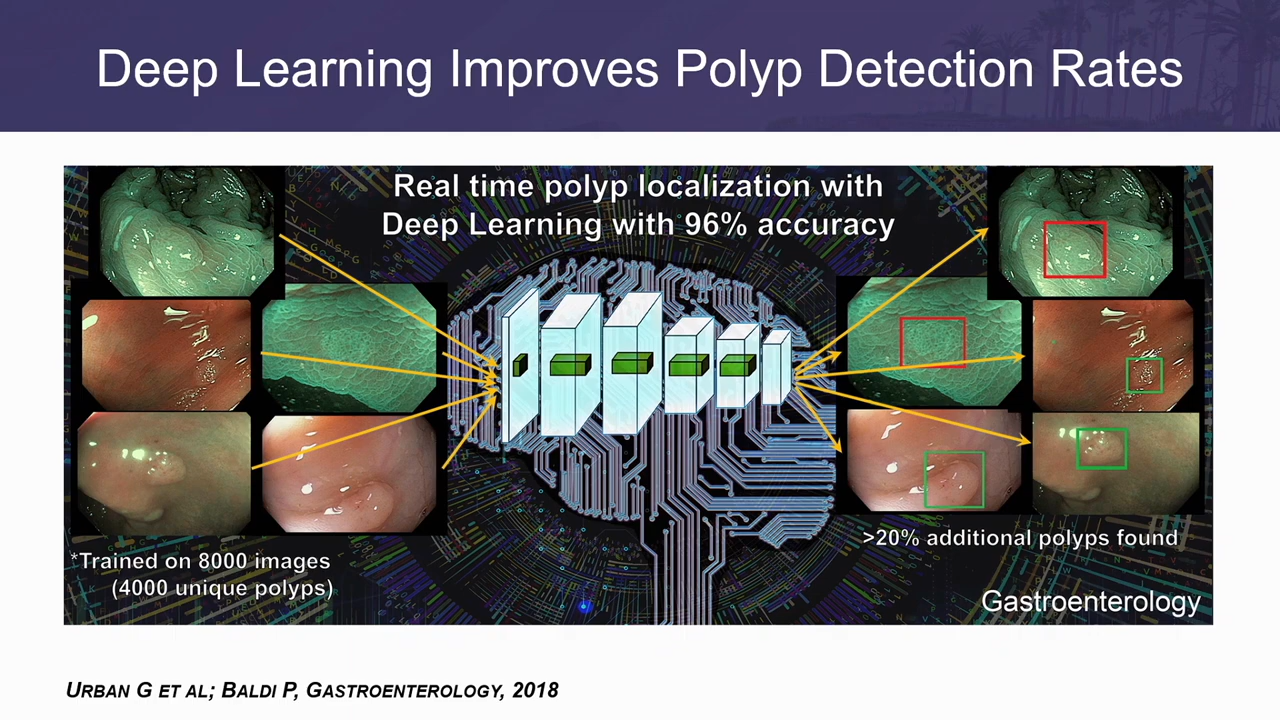 Deep Learning Improves Polyp Detection Rates
Real time polyp localization with
Deep Learning with 96% accuracy
*Trained on 8000 images
(4000 unique polyps)
>20% additional polyps found
Gastroenterology
URBAN G ET AL; BALDI P, GASTROENTEROLOGY, 2018